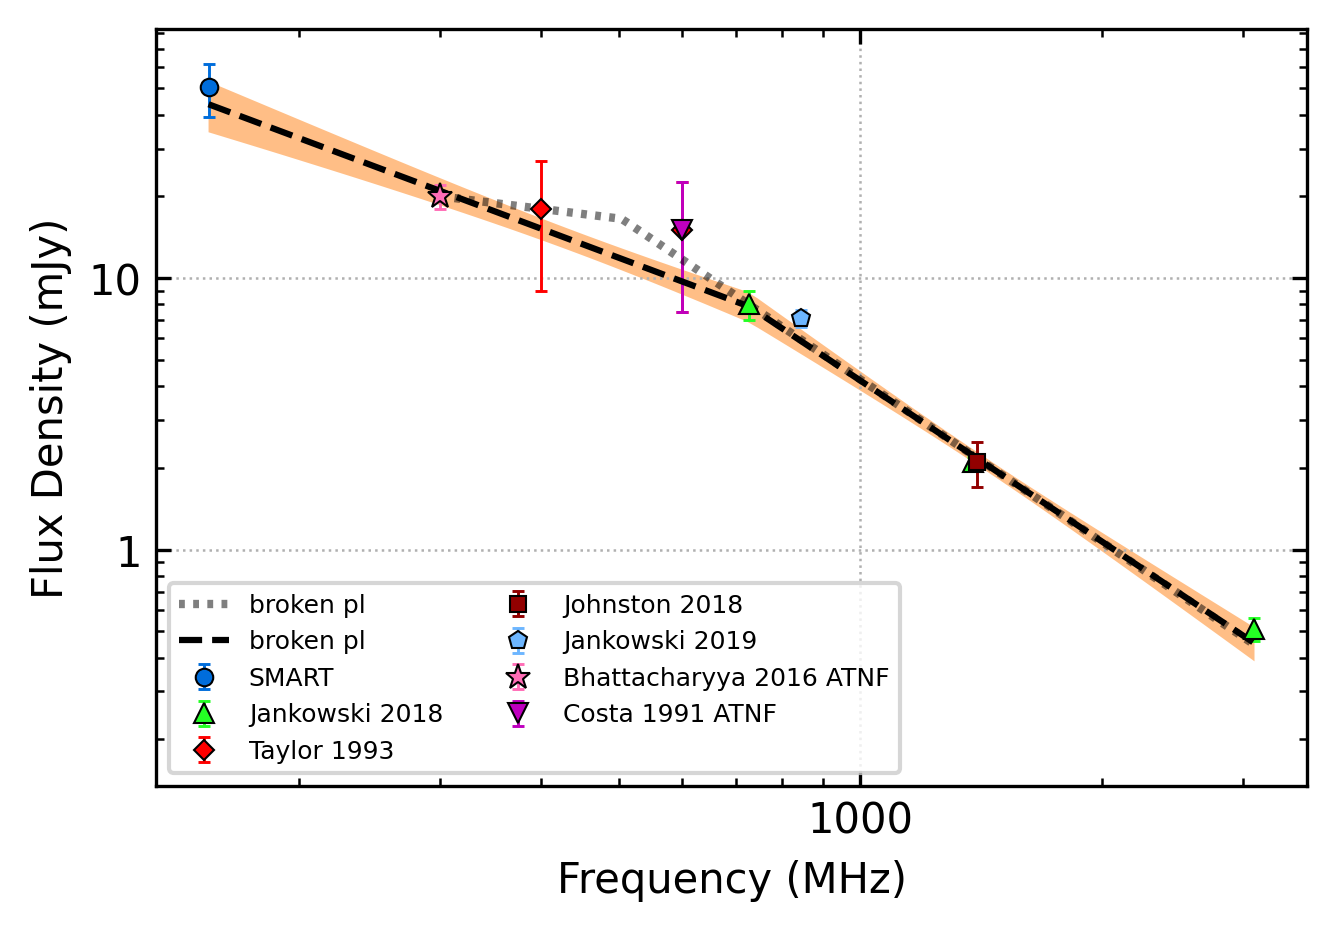 Flux Density (mJy)
10
1
broken pl
broken pl
SMART
Jankowski 2018
Taylor 1993
Johnston 2018
Jankowski 2019
Bhattacharyya 2016 ATNF
Costa 1991 ATNF
1000
Frequency (MHz)